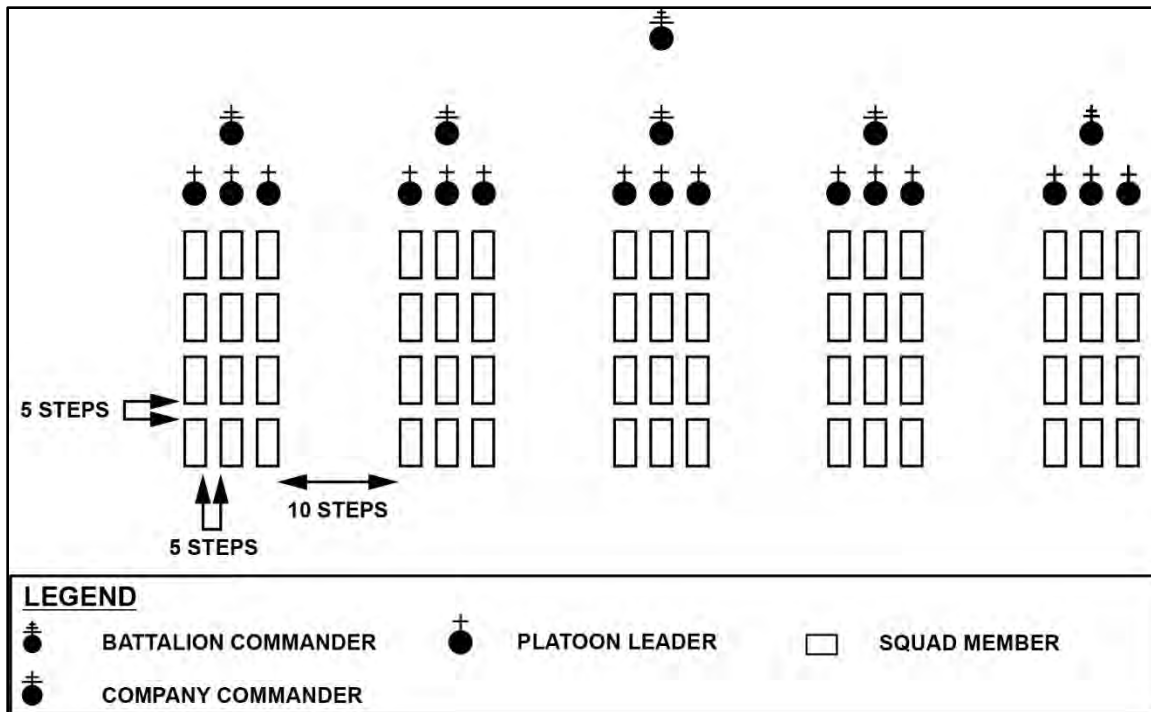 5 STEPS
10 STEPS
5 STEPS
LEGEND
BATTALION COMMANDER
PLATOON LEADER
SQUAD MEMBER
COMPANY COMMANDER